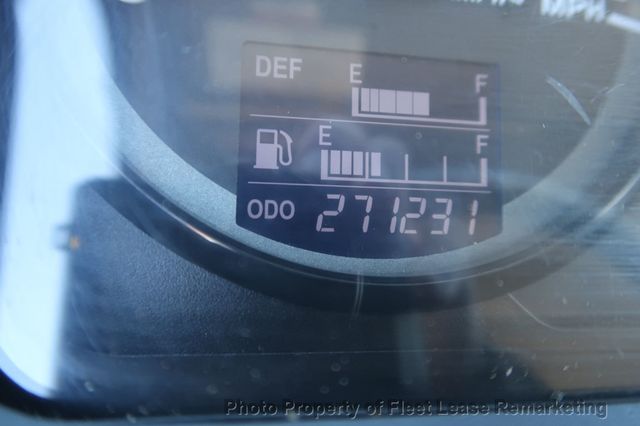 MPH
DEF E F
E F
ODO 271231
Photo Property of Fleet Lease Remarketing